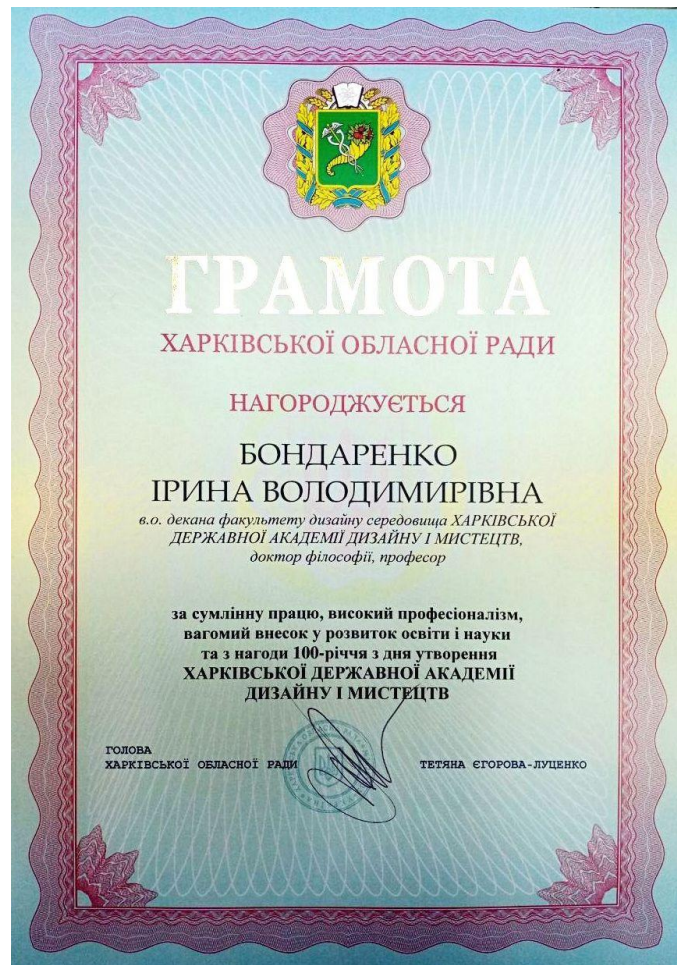 ГРАМОТА
ХАРКІВСЬКОЇ ОБЛАСНОЇ РАДИ
НАГОРОДЖУЄТЬСЯ
БОНДАРЕНКО
ІРИНА ВОЛОДИМИРІВНА
в.о. декана факультету дизайну середовища ХАРКІВСЬКОЇ
ДЕРЖАВНОЇ АКАДЕМІЇ ДИЗАЙНУ І МИСТЕЦТВ,
доктор філософії, професор
за сумлінну працю, високий професіоналізм,
вагомий внесок у розвиток освіти і науки
та з нагоди 100-річчя з дня утворення
ХАРКІВСЬКОЇ ДЕРЖАВНОЇ АКАДЕМІЇ
ДИЗАЙНУ І МИСТЕЦТВ
ГОЛОВА
ХАРКІВСЬКОЇ ОБЛАСНОЇ РАДИ ТЕТЯНА ЄГОРОВА-ЛУЦЕНКО